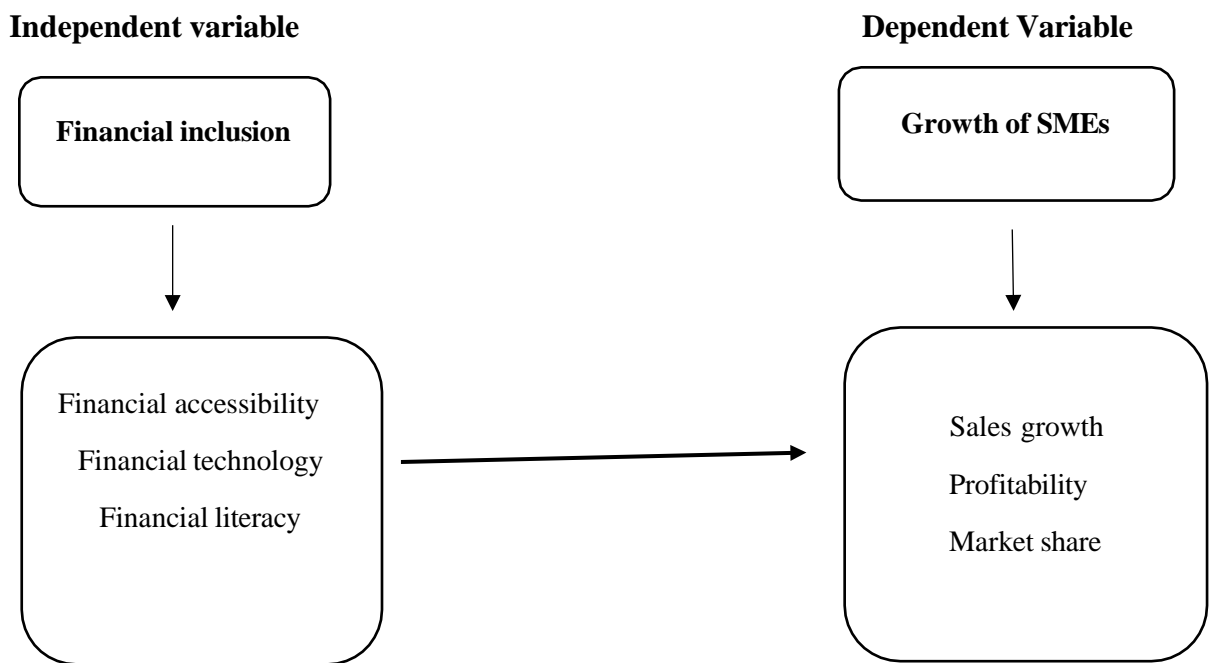 Independent variable
Dependent Variable
Financial inclusion
Growth of SMEs
Financial accessibility
Financial technology
Financial literacy
Sales growth
Profitability
Market share